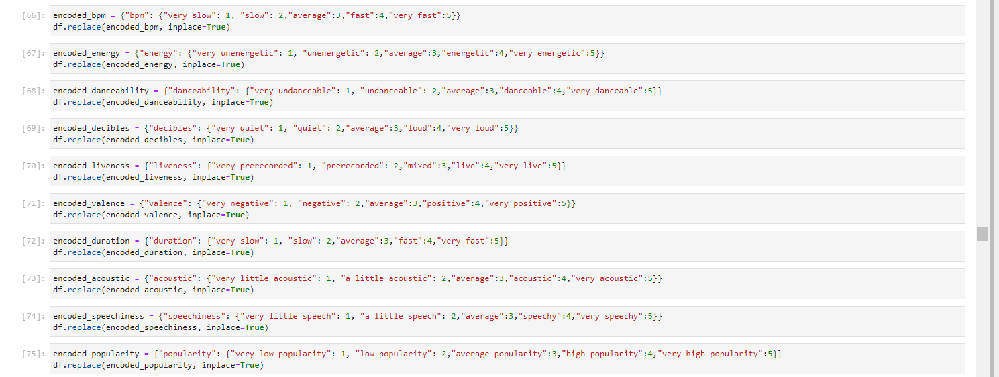 [66]: encoded_bpm = {"bpm": {"very slow": 1, "slow": 2,"average":3,"fast":4,"very fast":5}}
df.replace(encoded_bpm, inplace=True)
[67]: encoded_energy = {"energy": {"very unenergetic": 1, "unenergetic": 2,"average":3,"energetic":4,"very energetic":5}}
df.replace(encoded_energy, inplace=True)
[68]: encoded_danceability = {"danceability": {"very undanceable": 1, "undanceable": 2,"average":3,"danceable":4,"very danceable":5}}
df.replace(encoded_danceability, inplace=True)
[69]: encoded_decibles = {"decibles": {"very quiet": 1, "quiet": 2,"average":3,"loud":4,"very loud":5}}
df.replace(encoded_decibles, inplace=True)
[70]: encoded_liveness = {"liveness": {"very prerecorded": 1, "prerecorded": 2,"mixed":3,"live":4,"very live":5}}
df.replace(encoded_liveness, inplace=True)
[71]: encoded_valence = {"valence": {"very negative": 1, "negative": 2,"average":3,"positive":4,"very positive":5}}
df.replace(encoded_valence, inplace=True)
[72]: encoded_duration = {"duration": {"very slow": 1, "slow": 2,"average":3,"fast":4,"very fast":5}}
df.replace(encoded_duration, inplace=True)
[73]: encoded_acoustic = {"acoustic": {"very little acoustic": 1, "a little acoustic": 2,"average":3,"acoustic":4,"very acoustic":5}}
df.replace(encoded_acoustic, inplace=True)
[74]: encoded_speechiness = {"speechiness": {"very little speech": 1, "a little speech": 2,"average":3,"speechy":4,"very speechy":5}}
df.replace(encoded_speechiness, inplace=True)
[75]: encoded_popularity = {"popularity": {"very low popularity": 1, "low popularity": 2,"average popularity":3,"high popularity":4,"very high popularity":5}}
df.replace(encoded_popularity, inplace=True)